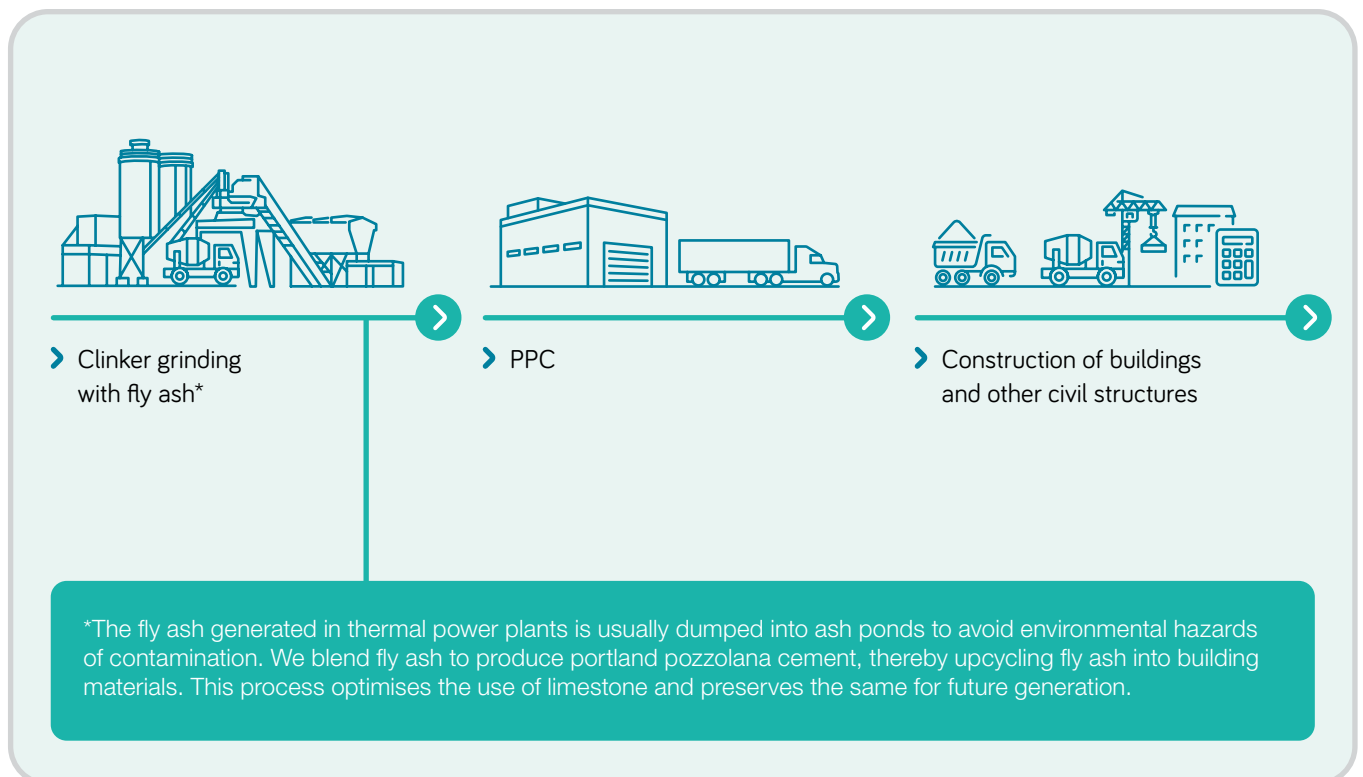 Clinker grinding
with fly ash*
PPC
Construction of buildings
and other civil structures
*The fly ash generated in thermal power plants is usually dumped into ash ponds to avoid environmental hazards
of contamination. We blend fly ash to produce portland pozzolana cement, thereby upcycling fly ash into building
materials. This process optimises the use of limestone and preserves the same for future generation.